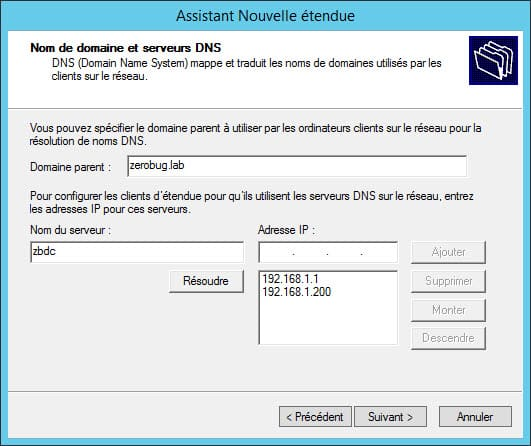 Assistant Nouvelle étendue
Nom de domaine et serveurs DNS
DNS (Domain Name System) mappe et traduit les noms de domaines utilisés par les
clients sur le réseau.
Vous pouvez spécifier le domaine parent à utiliser par les ordinateurs clients sur le réseau pour la
résolution de noms DNS.
Domaine parent :
zerobug.lab
Pour configurer les clients d'étendue pour qu'ils utilisent les serveurs DNS sur le réseau, entrez
les adresses IP pour ces serveurs.
Nom du serveur :
Adresse IP :
zbdc
. . .
Ajouter
Résoudre
192.168.1.1
192.168.1.200
Supprimer
Monter
Descendre
< Précédent
Suivant >
Annuler